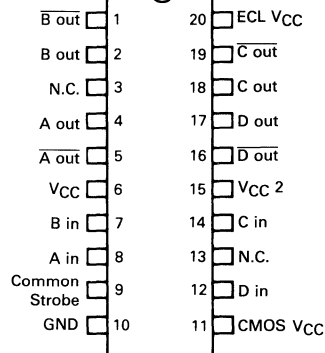 B out 1 20 ECL VCC
B out 2 19 C out
N.C. 3 18 C out
A out 4 17 D out
A out 5 16 D out
VCC 6 15 VCC 2
B in 7 14 C in
A in 8 13 N.C.
Common
Strobe 9 12 D in
GND 10 11 CMOS VCC